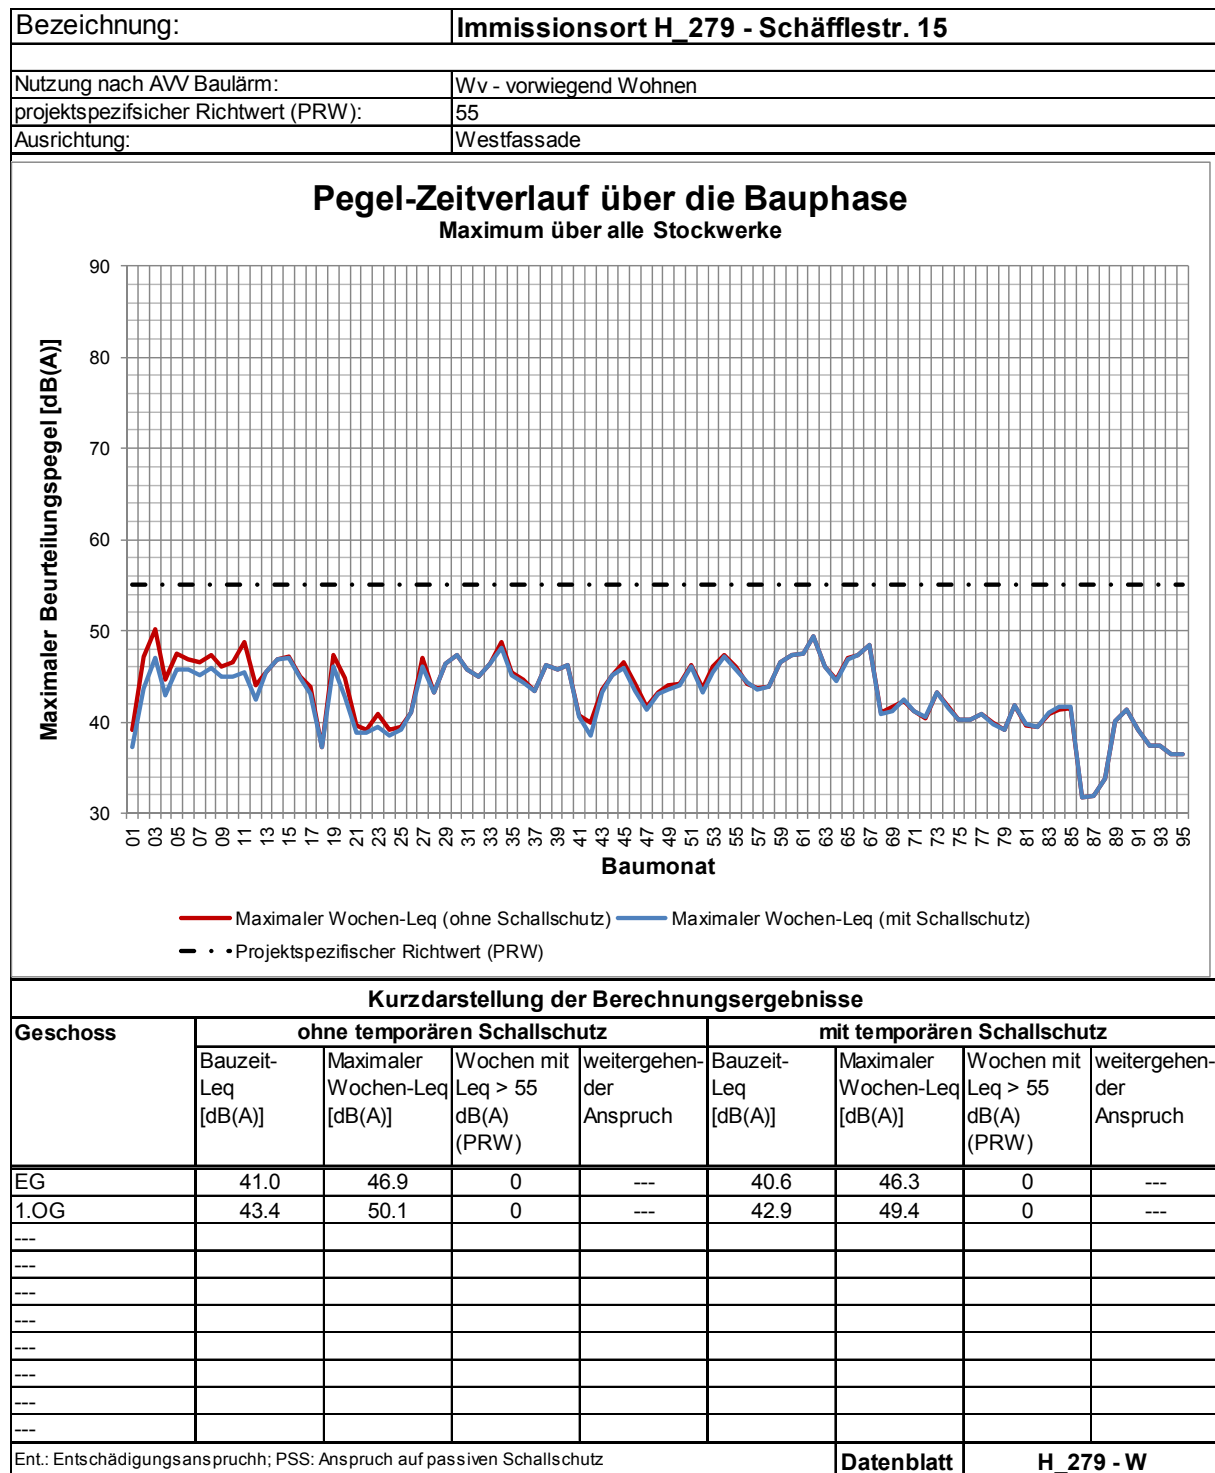 Bezeichnung: Immissionsort H_279 - Schäfflestr. 15
Nutzung nach AVV Baulärm: Wv - vorwiegend Wohnen
projektspezifsicher Richtwert (PRW): 55
Ausrichtung: Westfassade
Pegel-Zeitverlauf über die Bauphase
Maximum über alle Stockwerke
Maximaler Beurteilungspegel [dB(A)]
90
80
70
60
50
40
30
01 03 05 07 09 11 13 15 17 19 21 23 25 27 29 31 33 35 37 39 41 43 45 47 49 51 53 55 57 59 61 63 65 67 69 71 73 75 77 79 81 83 85 87 89 91 93 95
Baumonat
Maximaler Wochen-Leq (ohne Schallschutz) Maximaler Wochen-Leq (mit Schallschutz)
Projektspezifischer Richtwert (PRW)
Kurzdarstellung der Berechnungsergebnisse
Geschoss ohne temporären Schallschutz mit temporären Schallschutz
Bauzeit- Maximaler Wochen mit weitergehen- Bauzeit- Maximaler Wochen mit weitergehen-
Leq Wochen-Leq Leq > 55 der Leq Wochen-Leq Leq > 55 der
[dB(A)] [dB(A)] dB(A) Anspruch [dB(A)] [dB(A)] dB(A) Anspruch
(PRW) (PRW)
EG 41.0 46.9 0 --- 40.6 46.3 0 ---
1.OG 43.4 50.1 0 --- 42.9 49.4 0 ---
---
---
---
---
---
---
---
---
Ent.: Entschädigungsanspruchh; PSS: Anspruch auf passiven Schallschutz Datenblatt H_279 - W